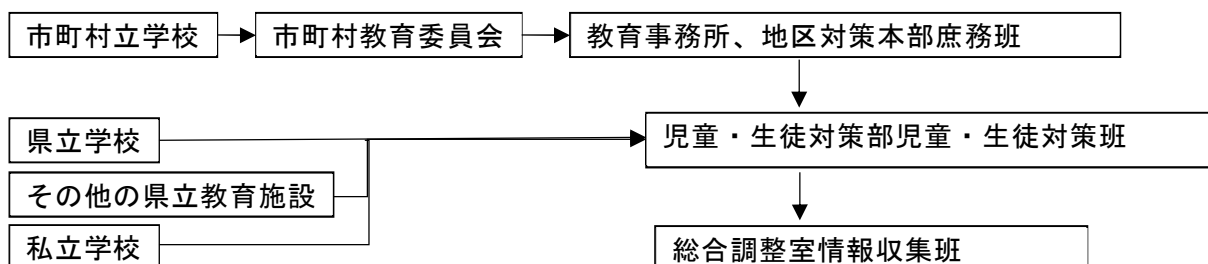 市町村立学校
市町村教育委員会
教育事務所、地区対策本部庶務班
県立学校
児童・生徒対策部児童・生徒対策班
その他の県立教育施設
私立学校
総合調整室情報収集班